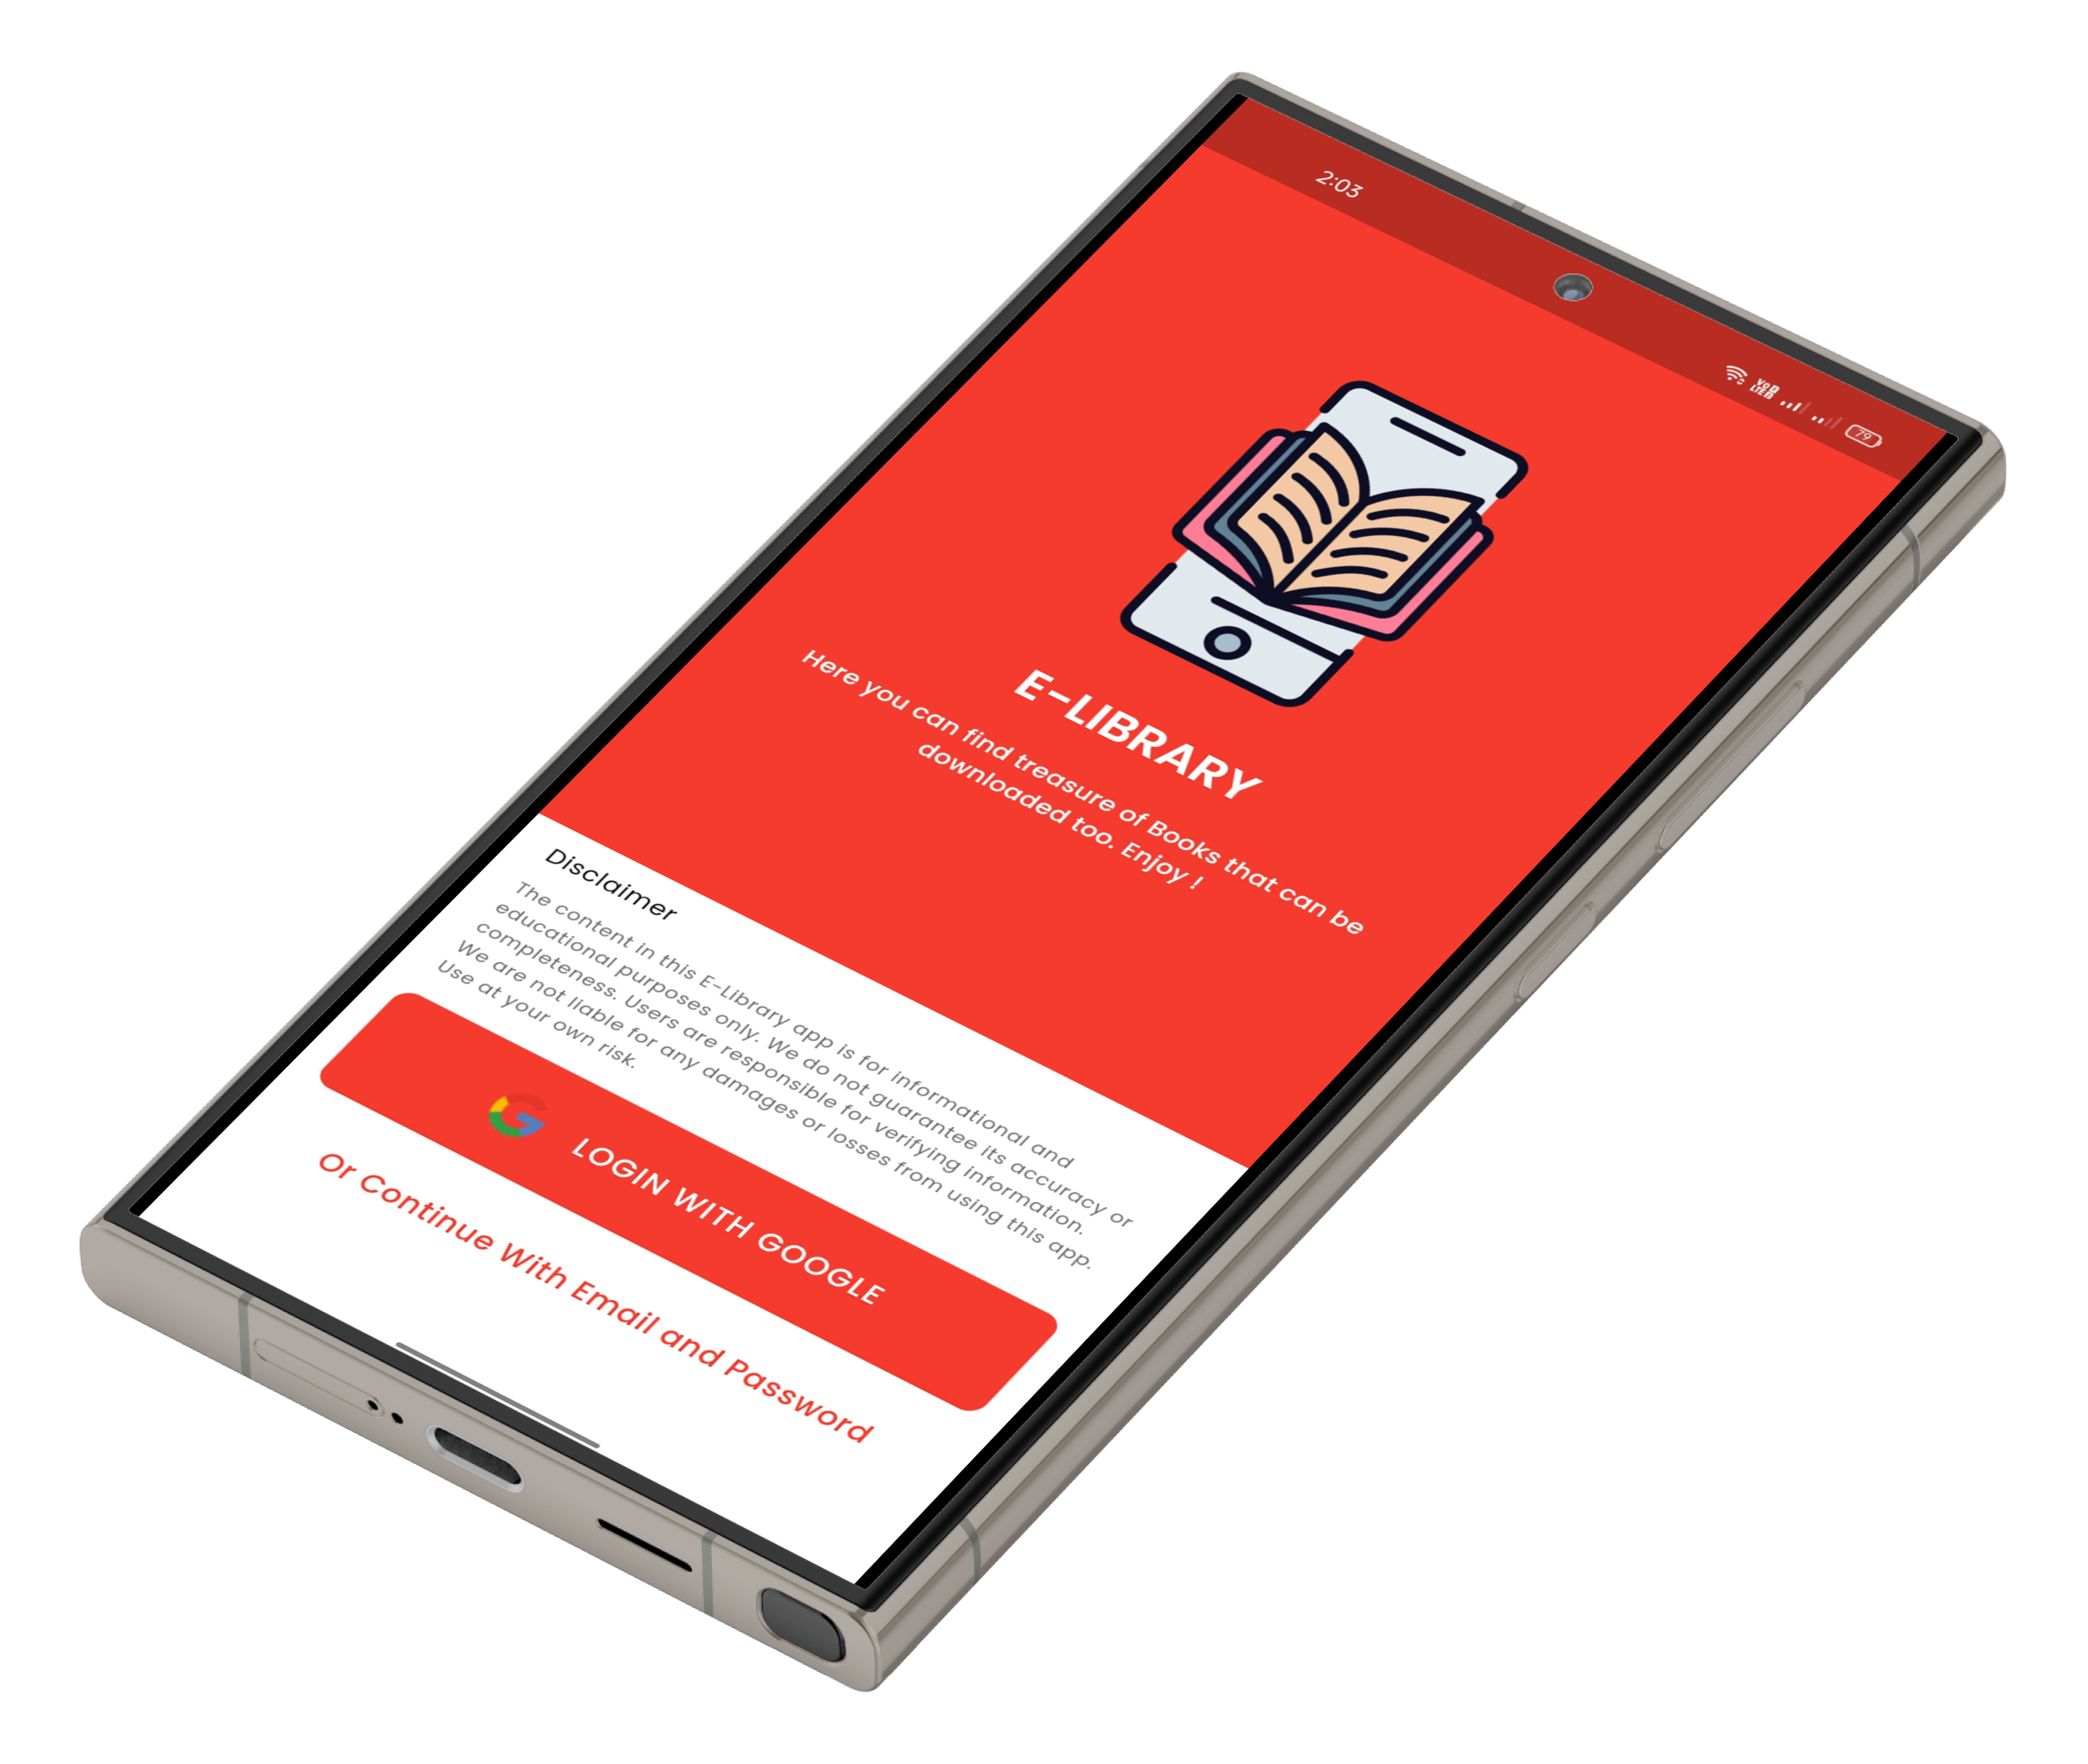 2:03
VoLTE
79
E-LIBRARY
Here you can find treasure of Books that can be
downloaded too. Enjoy !
Disclaimer
The content in this E-Library app is for informational and
educational purposes only. We do not guarantee its accuracy or
completeness. Users are responsible for verifying information.
We are not liable for any damages or losses from using this app.
Use at your own risk.
LOGIN WITH GOOGLE
Or Continue With Email and Password